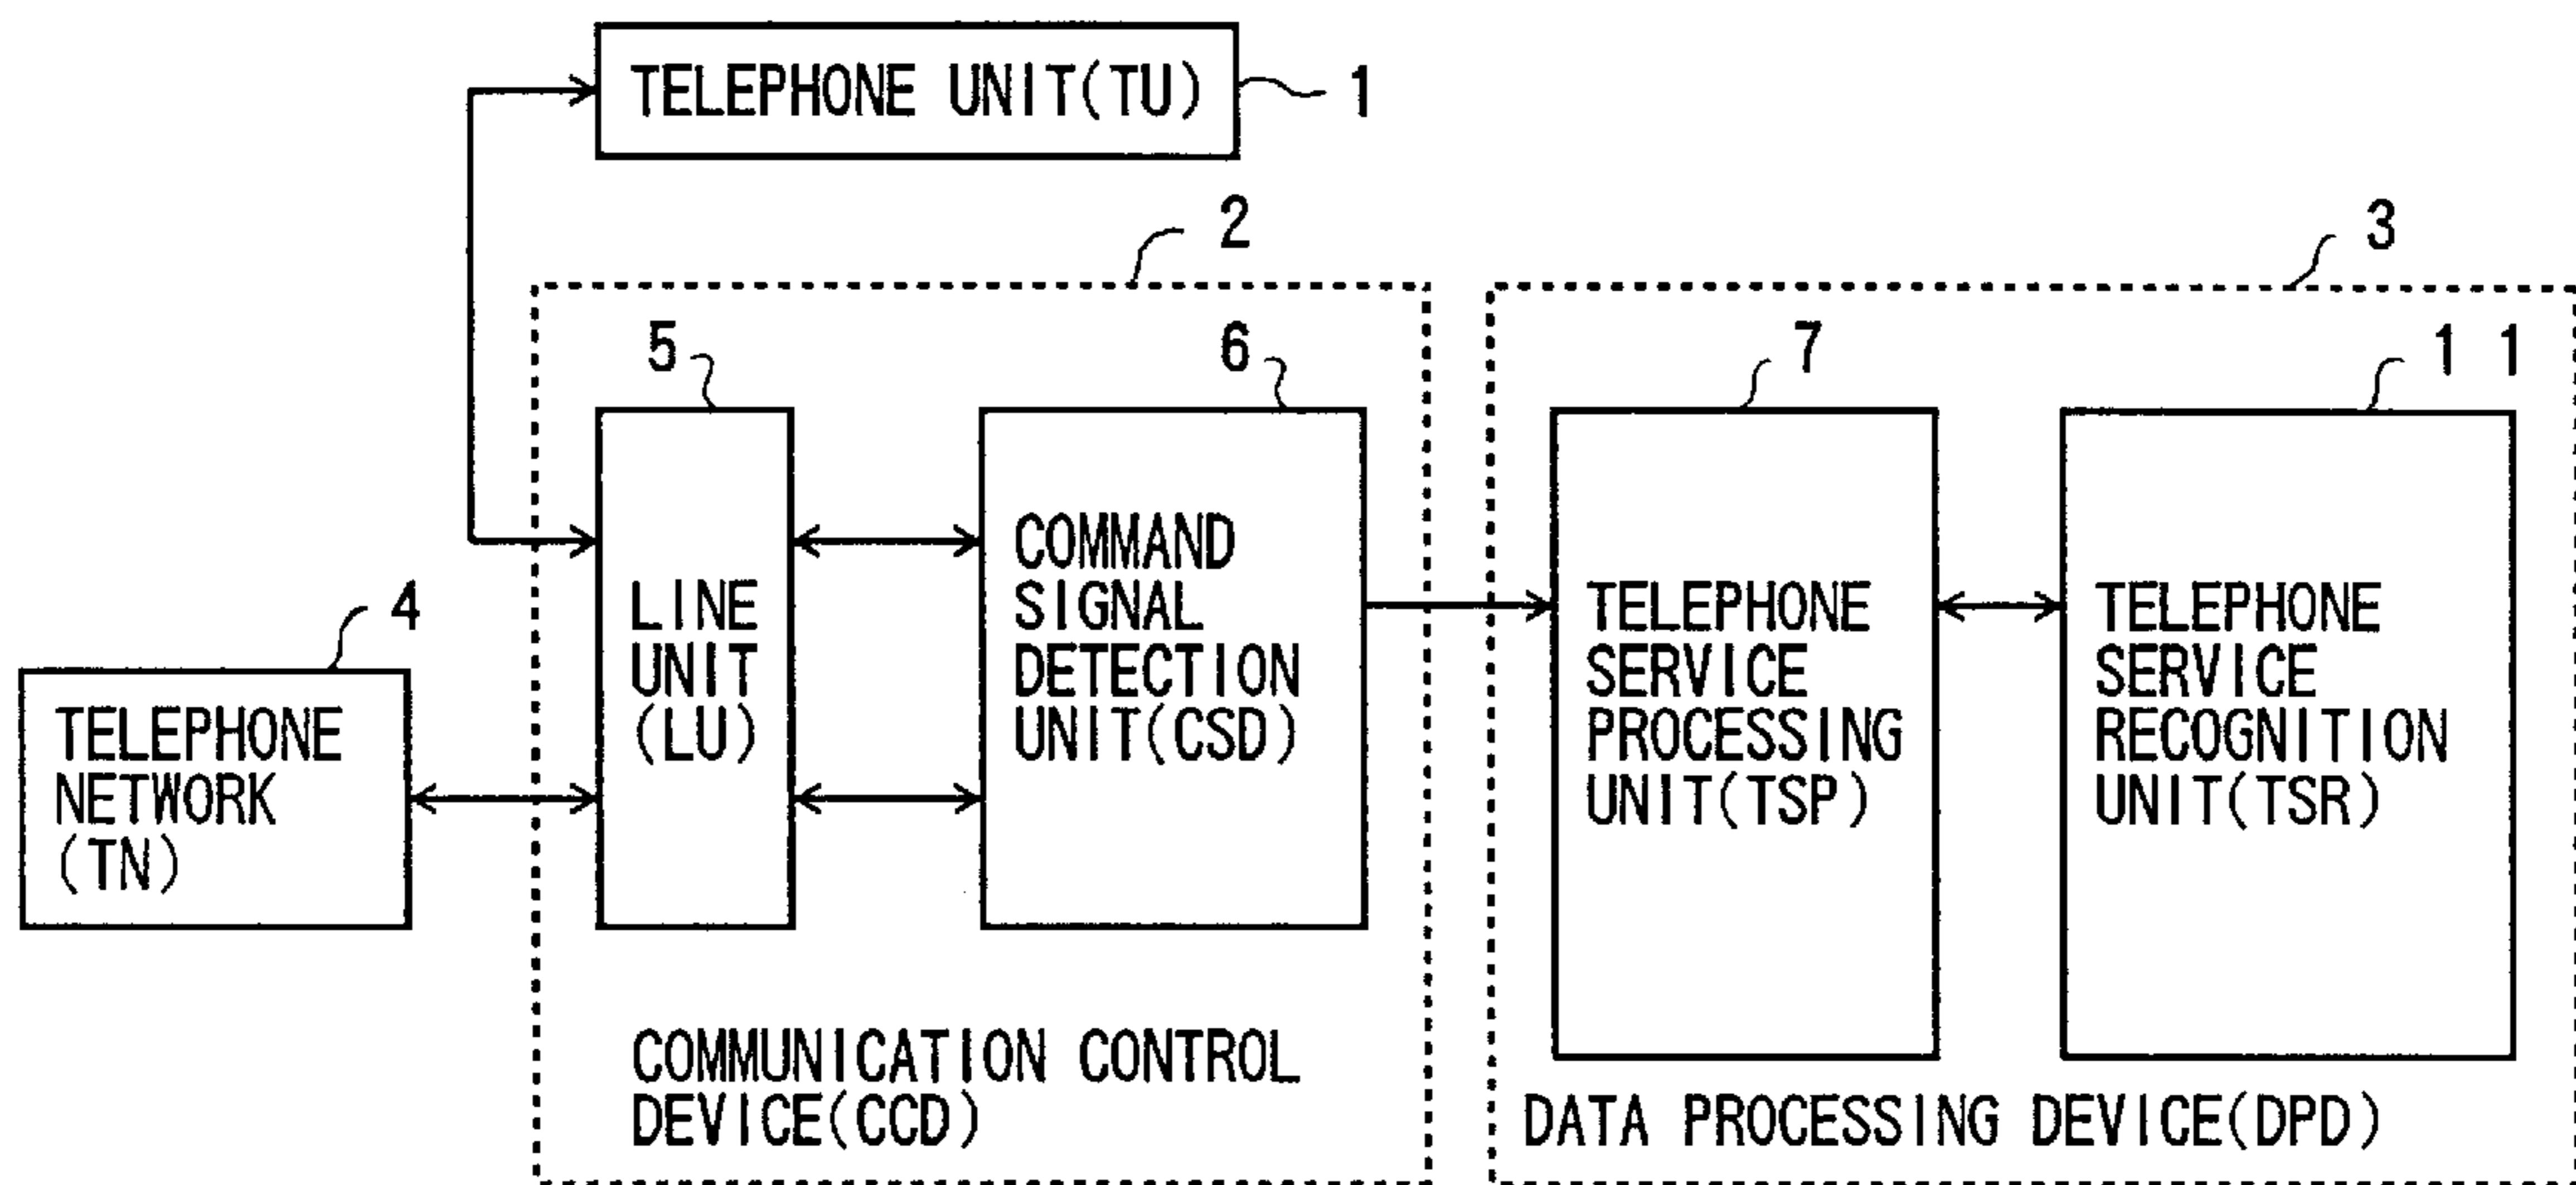 TELEPHONE UNIT(TU)
1
2
3
5
6
7
11
4
TELEPHONE
NETWORK
(TN)
LINE
UNIT
(LU)
COMMAND
SIGNAL
DETECTION
UNIT(CSD)
TELEPHONE
SERVICE
PROCESSING
UNIT(TSP)
TELEPHONE
SERVICE
RECOGNITION
UNIT(TSR)
COMMUNICATION CONTROL
DEVICE(CCD)
DATA PROCESSING DEVICE(DPD)